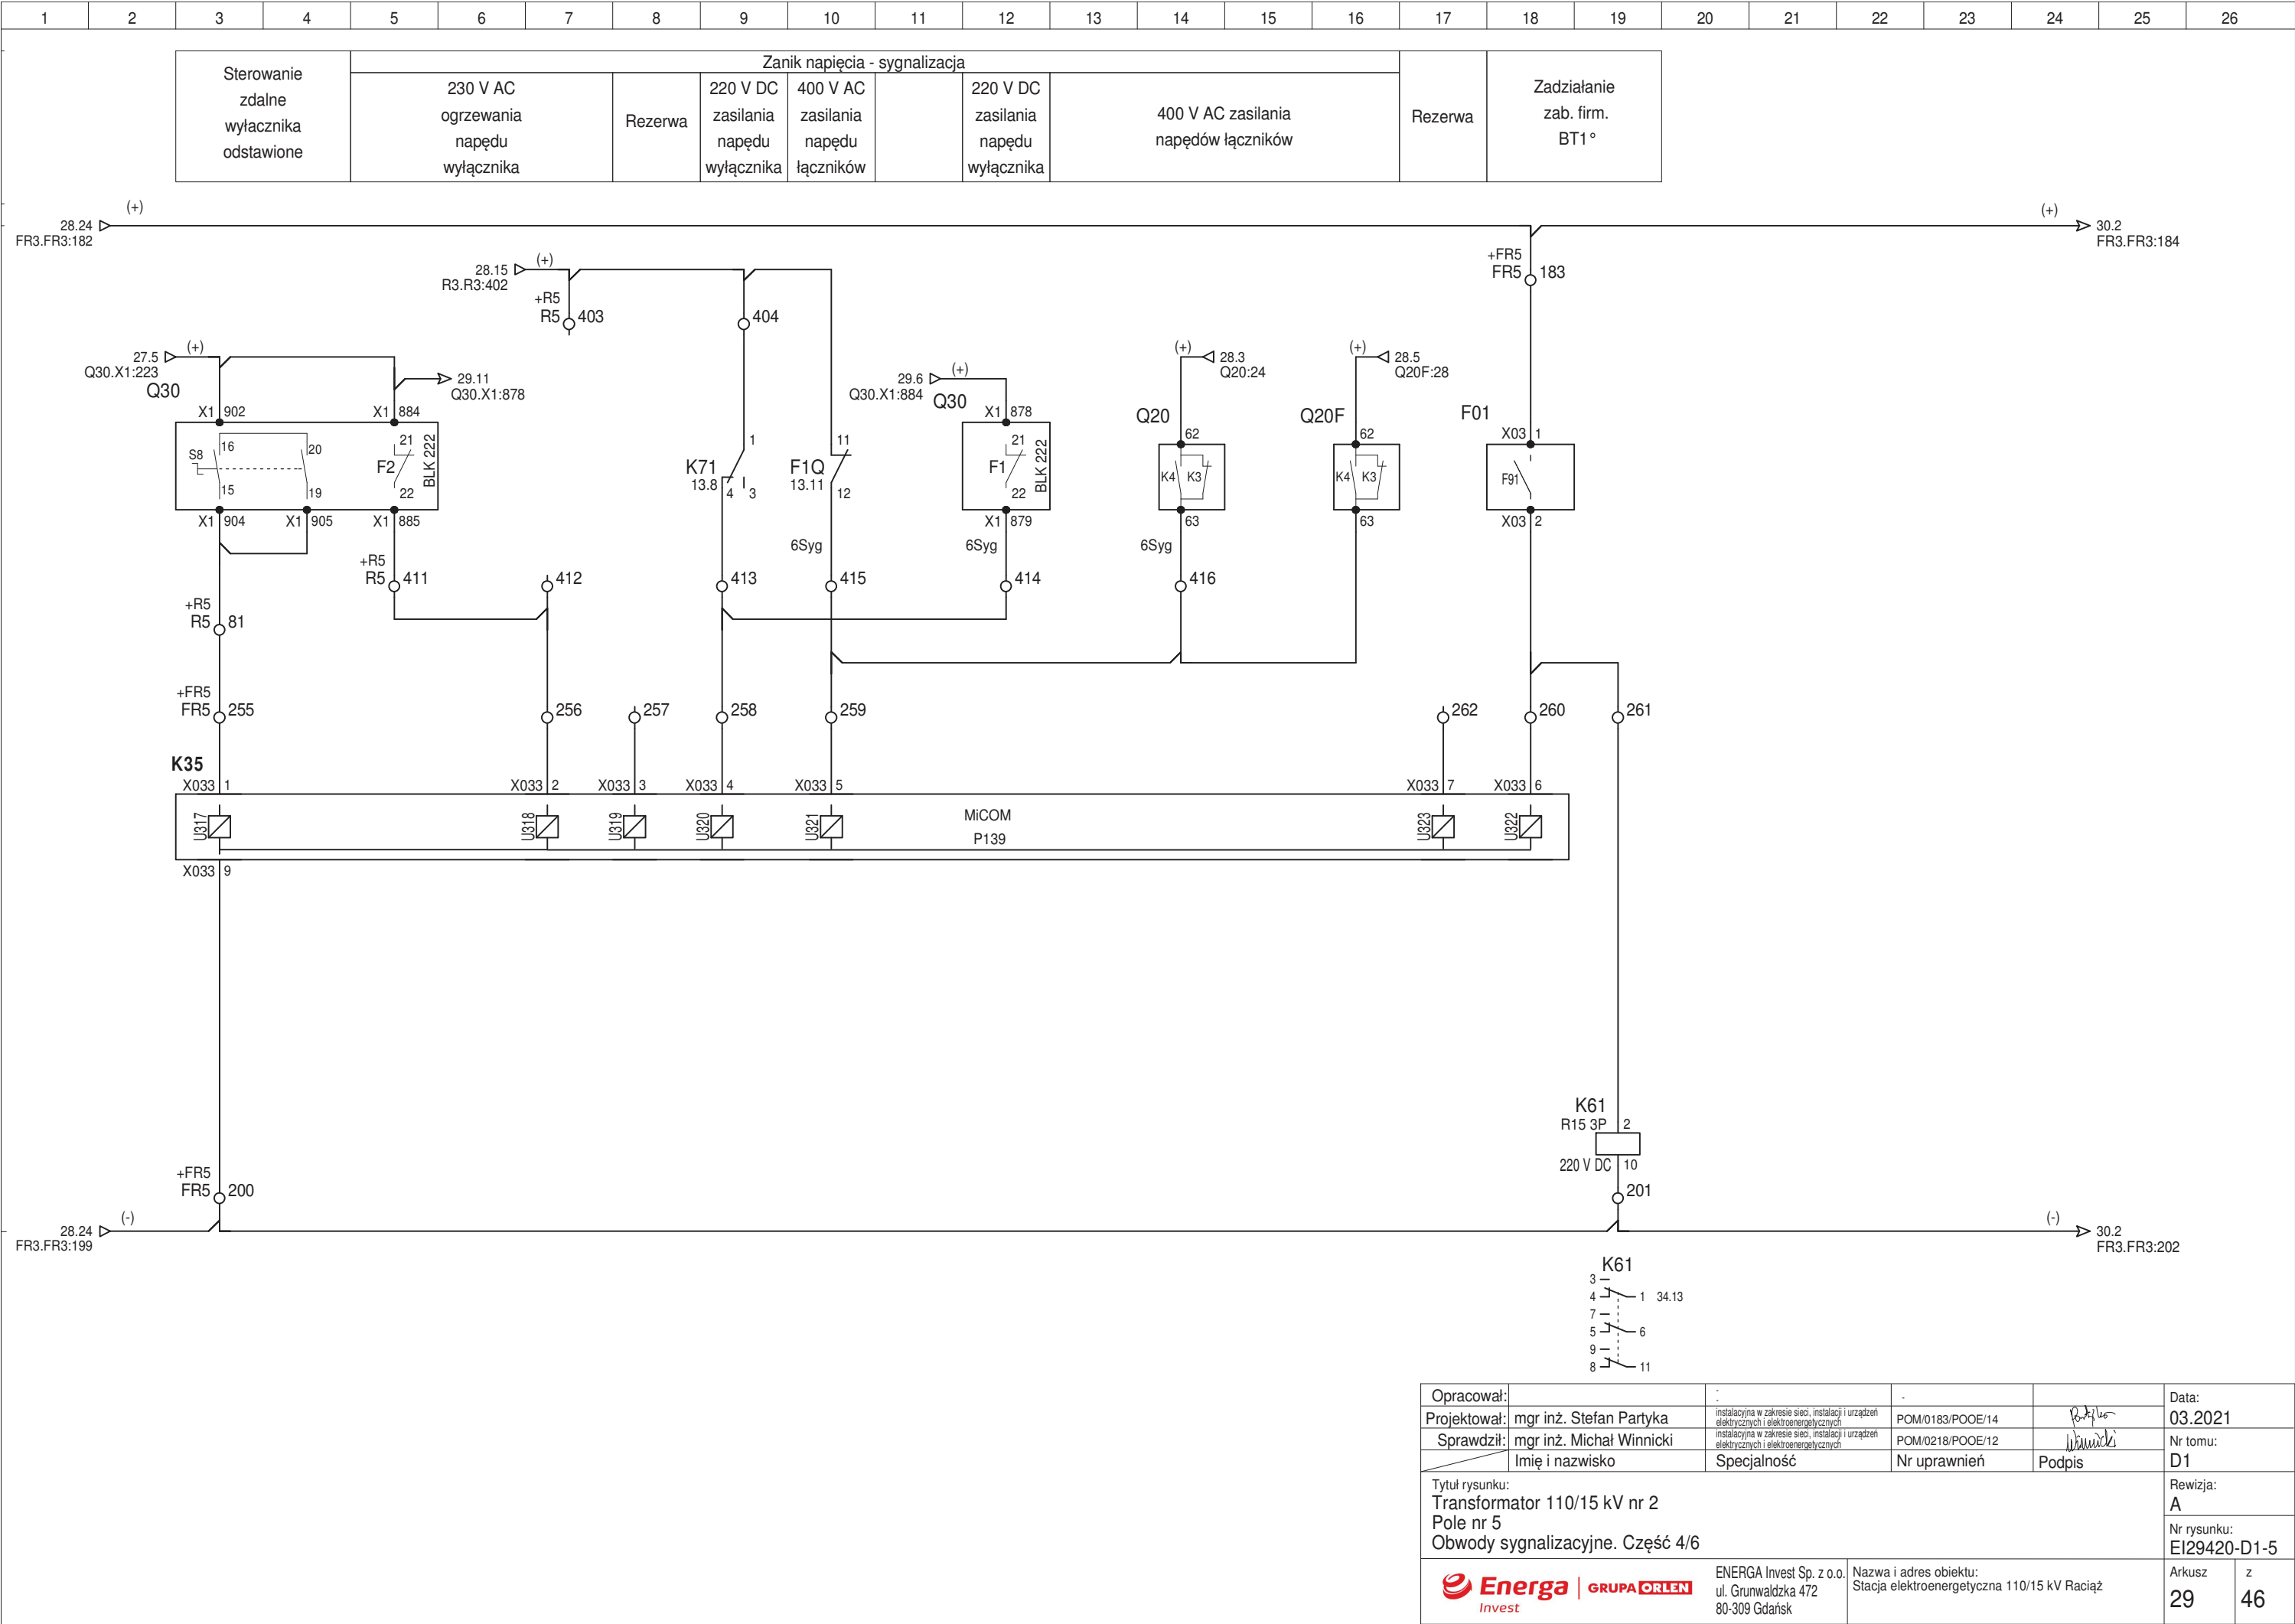 1 2 3 4 5 6 7 8 9 10 11 12 13 14 15 16 17 18 19 20 21 22 23 24 25 26
Sterowanie
zdalne
wyłacznika
odstawione
Zanik napięcia - sygnalizacja
230 V AC
ogrzewania
napędu
wyłącznika
Rezerwa
220 V DC
zasilania
napędu
wyłącznika
400 V AC
zasilania
napędu
łączników
220 V DC
zasilania
napędu
wyłącznika
400 V AC zasilania
napędów łączników
Rezerwa
Zadziałanie
zab. firm.
BT1°
(+)
28.24
FR3.FR3:182
(+)
30.2
FR3.FR3:184
28.15 (+)
R3.R3:402
+R5
R5 403
404
+FR5
FR5 183
27.5 (+)
Q30.X1:223
Q30
29.11
Q30.X1:878
29.6 (+)
Q30.X1:884
Q30
(+) 28.3
Q20:24
(+) 28.5
Q20F:28
X1 902
X1 884
X1 878
Q20
Q20F
F01
62
62
X03 1
S8
16
15
20
19
21
F2
22
BLK 222
K71
13.8
1
4
3
F1Q
13.11
11
12
21
F1
22
BLK 222
K4 K3
K4 K3
F91
X1 904
X1 905
X1 885
X1 879
63
63
X03 2
6Syg
6Syg
6Syg
+R5
R5 411
412
413
415
414
416
+R5
R5 81
+FR5
FR5 255
256
257
258
259
262
260
261
K35
X033 1
X033 2
X033 3
X033 4
X033 5
X033 7
X033 6
U317
U318
U319
U320
U321
MiCOM
P139
U323
U322
X033 9
K61
R15 3P 2
220 V DC 10
201
+FR5
FR5 200
(-)
28.24
FR3.FR3:199
(-)
30.2
FR3.FR3:202
K61
3
4 1 34.13
7
5 6
9
8 11
Opracował: - -
Projektował: mgr inż. Stefan Partyka
instalacyjna w zakresie sieci, instalacji i urządzeń
elektrycznych i elektroenergetycznych
POM/0183/POOE/14
Sprawdził: mgr inż. Michał Winnicki
instalacyjna w zakresie sieci, instalacji i urządzeń
elektrycznych i elektroenergetycznych
POM/0218/POOE/12
Winnicki
Imię i nazwisko Specjalność Nr uprawnień Podpis
Data:
03.2021
Nr tomu:
D1
Rewizja:
A
Nr rysunku:
EI29420-D1-5
Tytuł rysunku:
Transformator 110/15 kV nr 2
Pole nr 5
Obwody sygnalizacyjne. Część 4/6
Energa GRUPA ORLEN
Invest
ENERGA Invest Sp. z o.o.
ul. Grunwaldzka 472
80-309 Gdańsk
Nazwa i adres obiektu:
Stacja elektroenergetyczna 110/15 kV Raciąż
Arkusz z
29 46